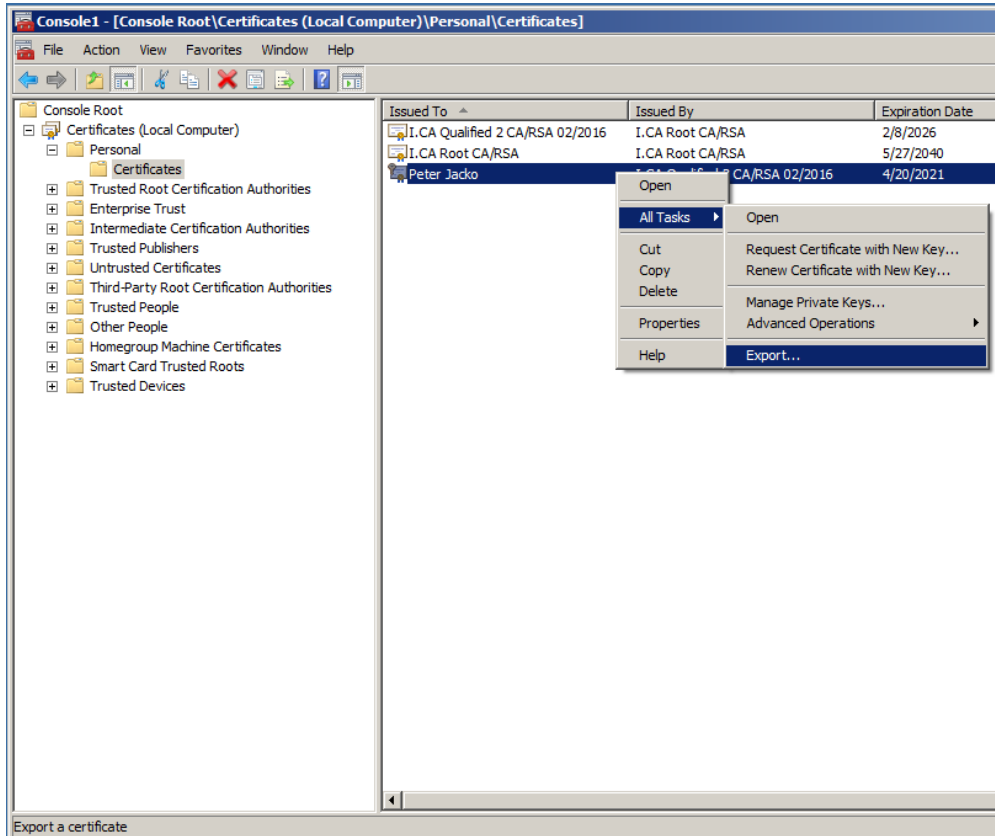 Console1 - [Console Root\Certificates (Local Computer)\Personal\Certificates]
File Action View Favorites Window Help
Console Root
Certificates (Local Computer)
Personal
Certificates
Trusted Root Certification Authorities
Enterprise Trust
Intermediate Certification Authorities
Trusted Publishers
Untrusted Certificates
Third-Party Root Certification Authorities
Trusted People
Other People
Homegroup Machine Certificates
Smart Card Trusted Roots
Trusted Devices
Issued To Issued By Expiration Date
I.CA Qualified 2 CA/RSA 02/2016 I.CA Root CA/RSA 2/8/2026
I.CA Root CA/RSA I.CA Root CA/RSA 5/27/2040
Peter Jacko CA/RSA 02/2016 4/20/2021
Open
All Tasks
Cut
Copy
Delete
Properties
Help
Open
Request Certificate with New Key...
Renew Certificate with New Key...
Manage Private Keys...
Advanced Operations
Export...
Export a certificate